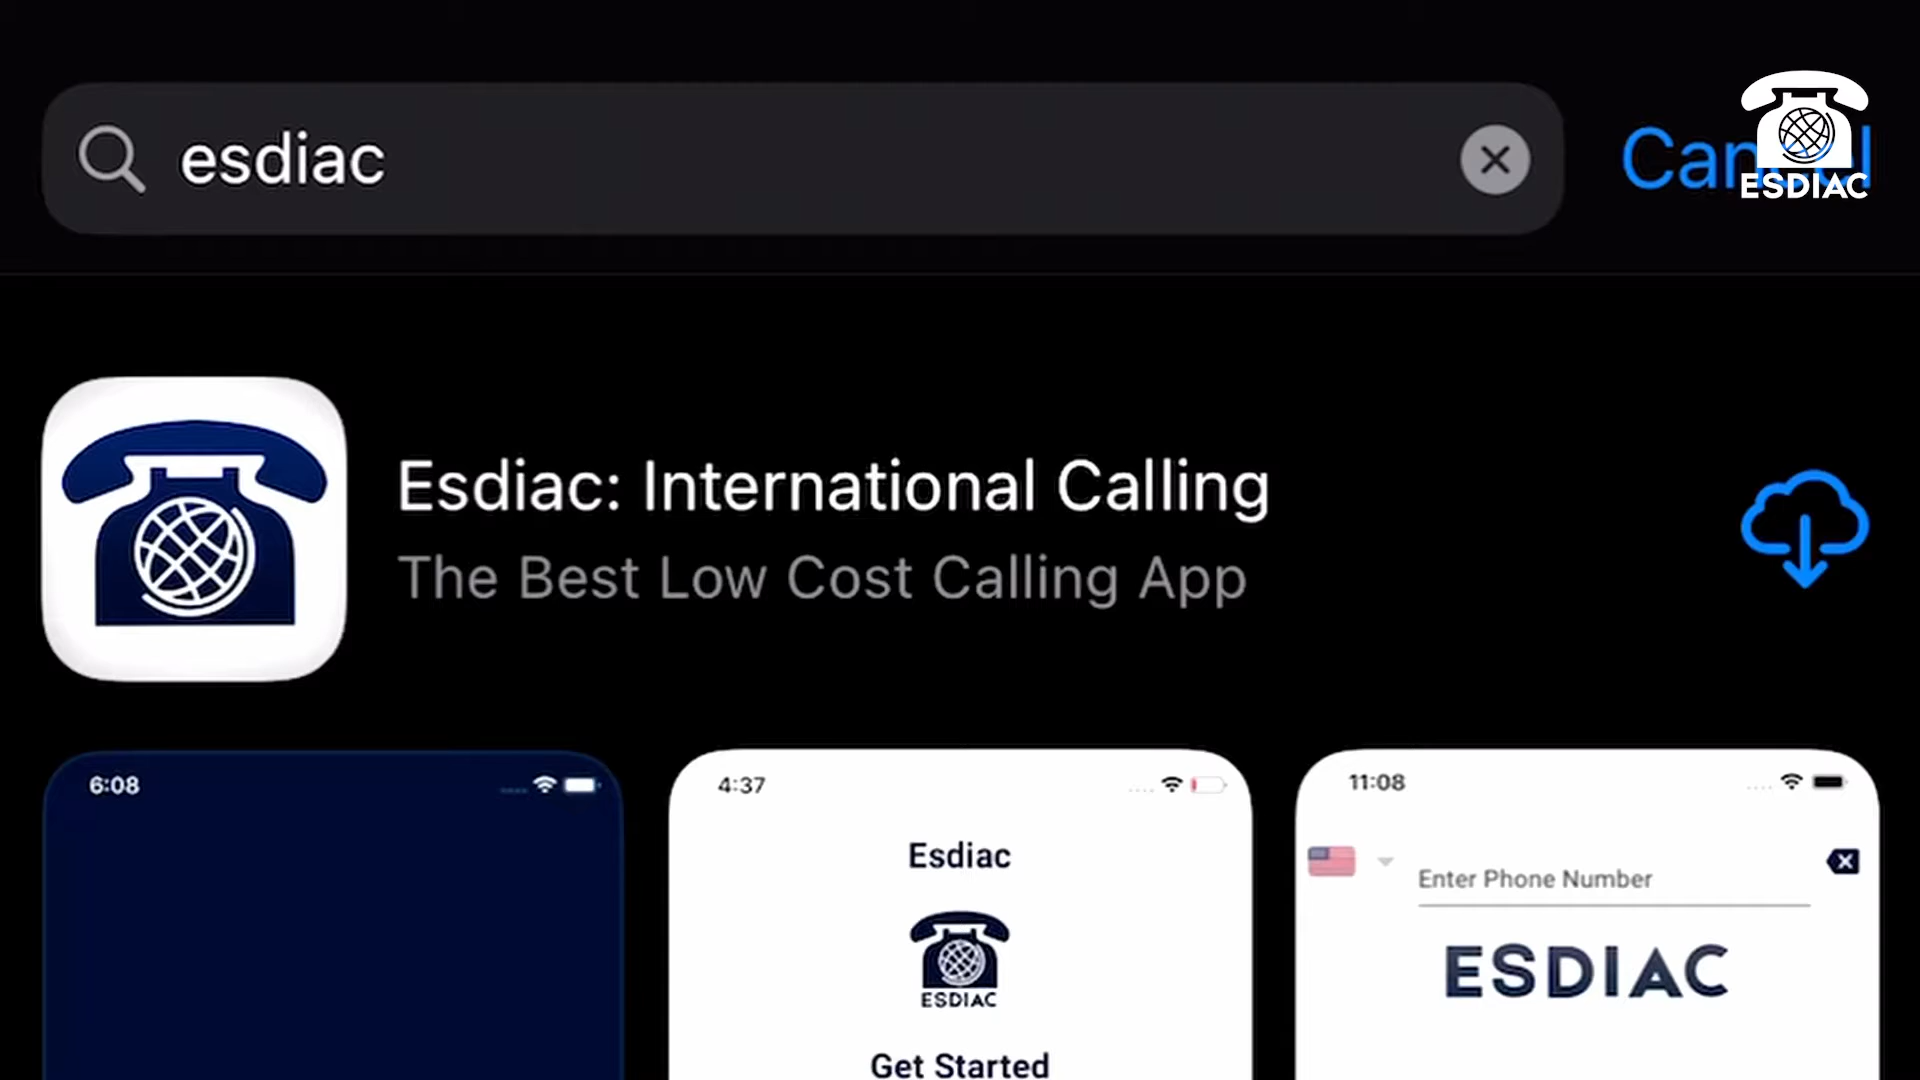 esdiac
Cancel
ESDIAC
Esdiac: International Calling
The Best Low Cost Calling App
6:08
4:37
Esdiac
ESDIAC
Get Started
11:08
Enter Phone Number
ESDIAC